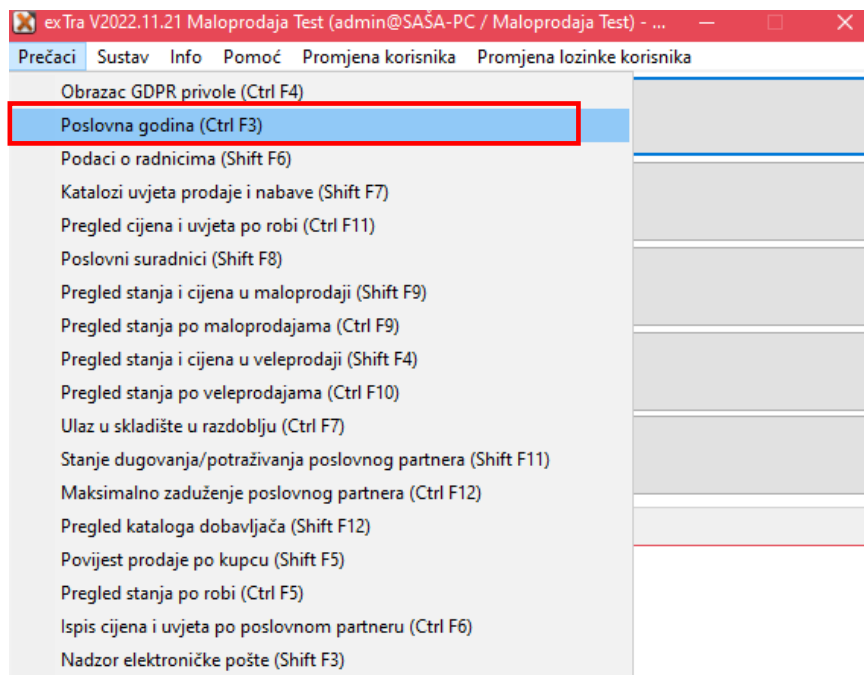 exTra V2022.11.21 Maloprodaja Test (admin@SAŠA-PC / Maloprodaja Test) - ...
Prečaci Sustav Info Pomoć Promjena korisnika Promjena lozinke korisnika
Obrazac GDPR privole (Ctrl F4)
Poslovna godina (Ctrl F3)
Podaci o radnicima (Shift F6)
Katalozi uvjeta prodaje i nabave (Shift F7)
Pregled cijena i uvjeta po robi (Ctrl F11)
Poslovni suradnici (Shift F8)
Pregled stanja i cijena u maloprodaji (Shift F9)
Pregled stanja po maloprodajama (Ctrl F9)
Pregled stanja i cijena u veleprodaji (Shift F4)
Pregled stanja po veleprodajama (Ctrl F10)
Ulaz u skladište u razdoblju (Ctrl F7)
Stanje dugovanja/potraživanja poslovnog partnera (Shift F11)
Maksimalno zaduženje poslovnog partnera (Ctrl F12)
Pregled kataloga dobavljača (Shift F12)
Povijest prodaje po kupcu (Shift F5)
Pregled stanja po robi (Ctrl F5)
Ispis cijena i uvjeta po poslovnom partneru (Ctrl F6)
Nadzor elektroničke pošte (Shift F3)